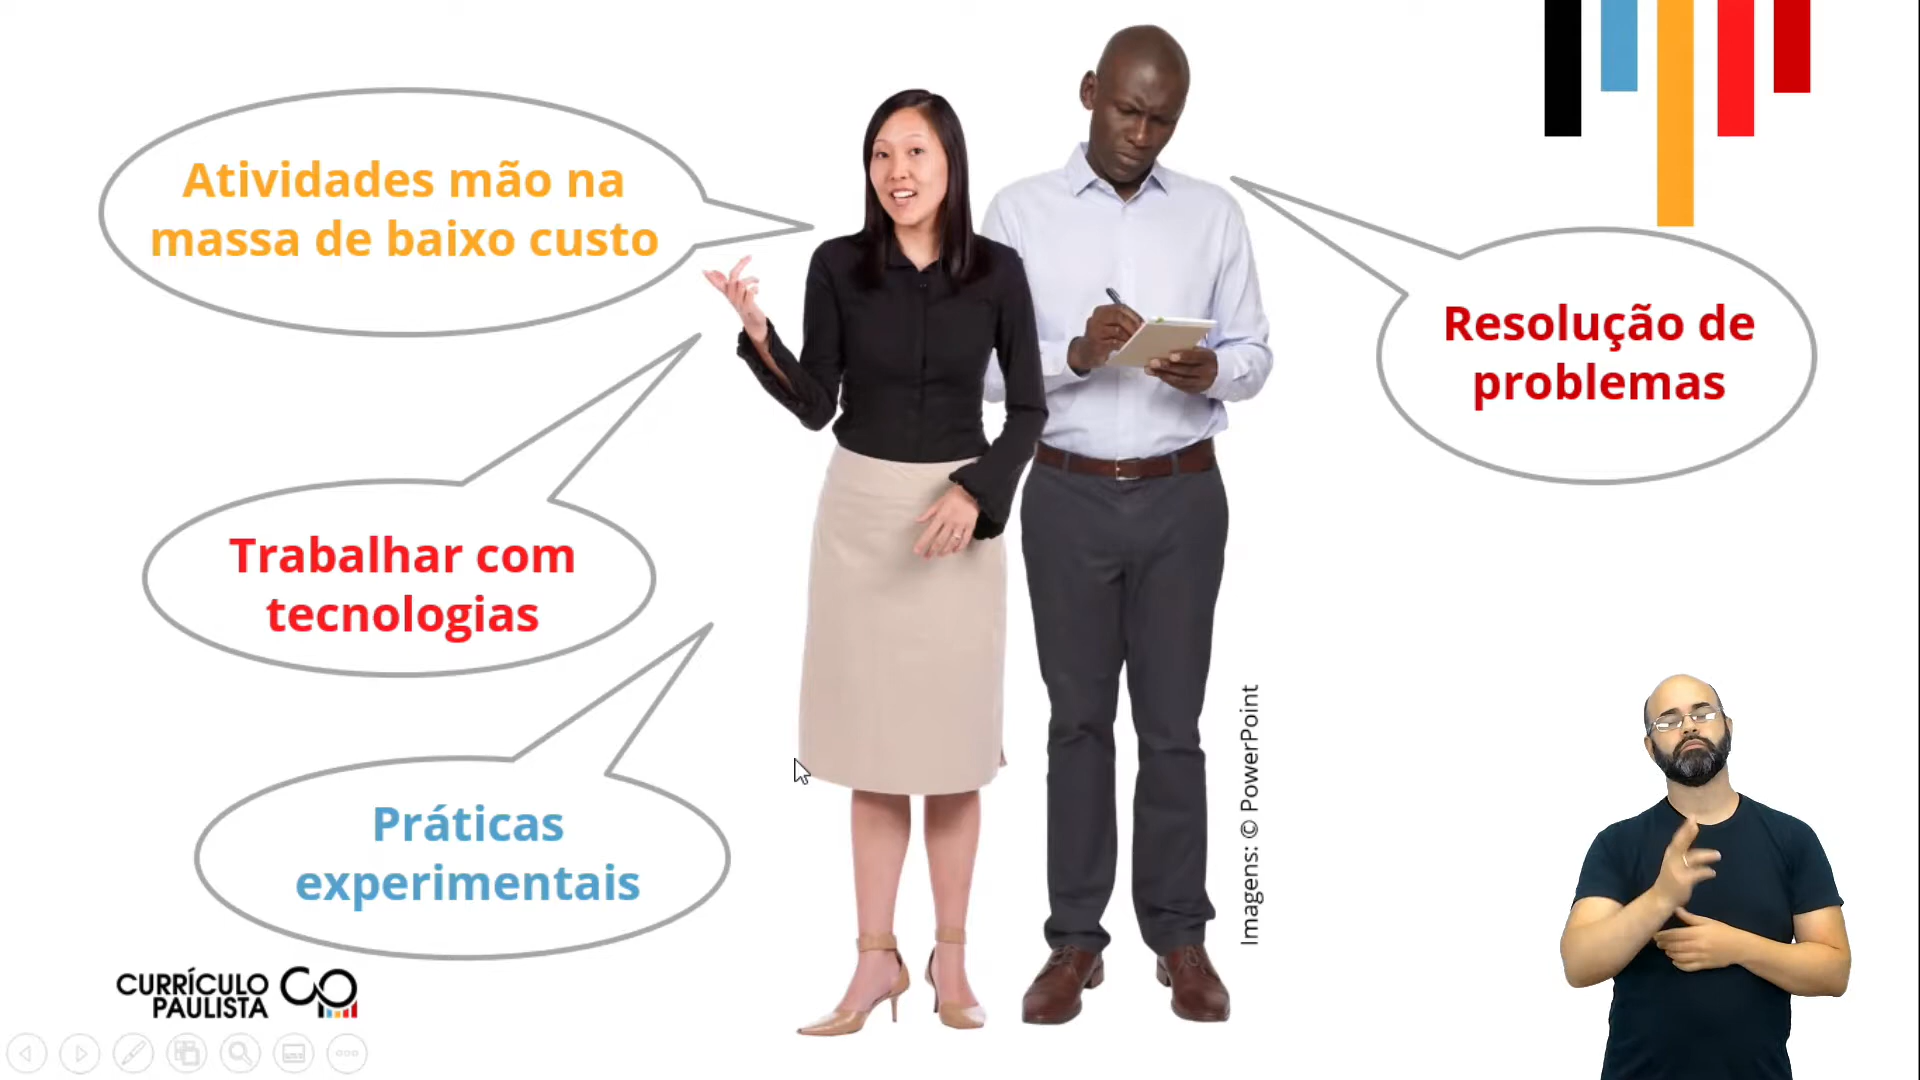 Atividades mão na
massa de baixo custo
Resolução de
problemas
Trabalhar com
tecnologias
Práticas
experimentais
Imagens: © PowerPoint
CURRÍCULO
PAULISTA